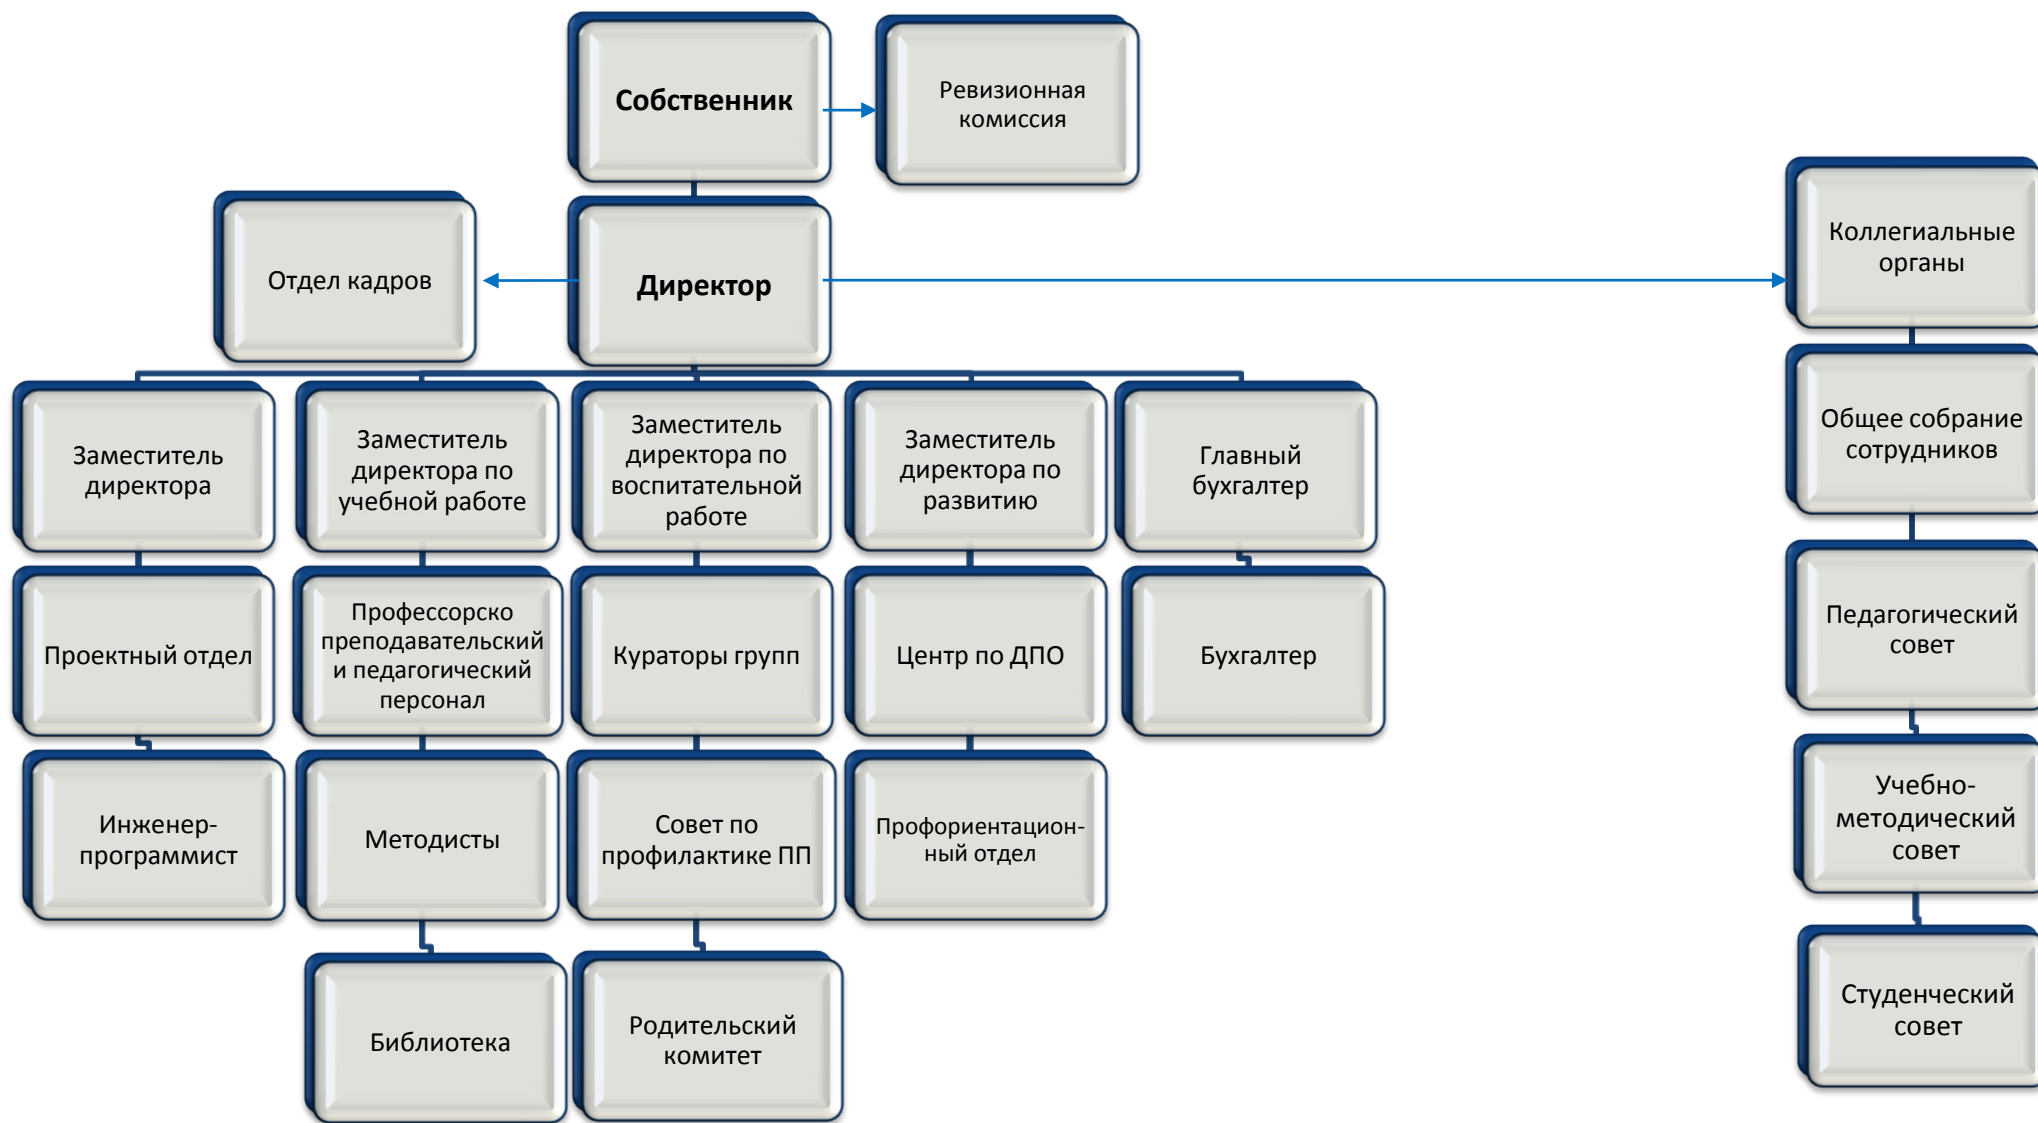 Собственник
Ревизионная
комиссия
Отдел кадров
Директор
Коллегиальные
органы
Заместитель
директора
Заместитель
директора по
учебной работе
Заместитель
директора по
воспитательной
работе
Заместитель
директора по
развитию
Главный
бухгалтер
Общее собрание
сотрудников
Проектный отдел
Профессорско
преподавательский
и педагогический
персонал
Кураторы групп
Центр по ДПО
Бухгалтер
Педагогический
совет
Инженер-
программист
Методисты
Совет по
профилактике ПП
Профориентацион-
ный отдел
Учебно-
методический
совет
Библиотека
Родительский
комитет
Студенческий
совет